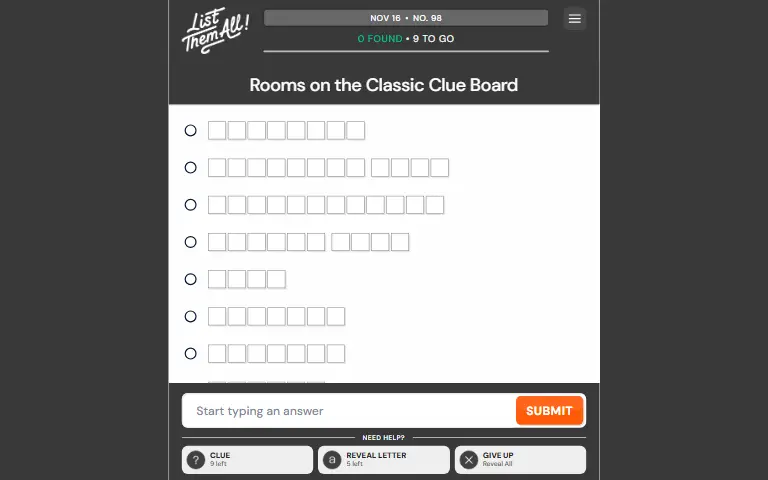 List
Them All!
NOV 16 • NO. 98
0 FOUND • 9 TO GO
Rooms on the Classic Clue Board
Start typing an answer
SUBMIT
NEED HELP?
? CLUE
9 left
a REVEAL LETTER
5 left
GIVE UP
Reveal All